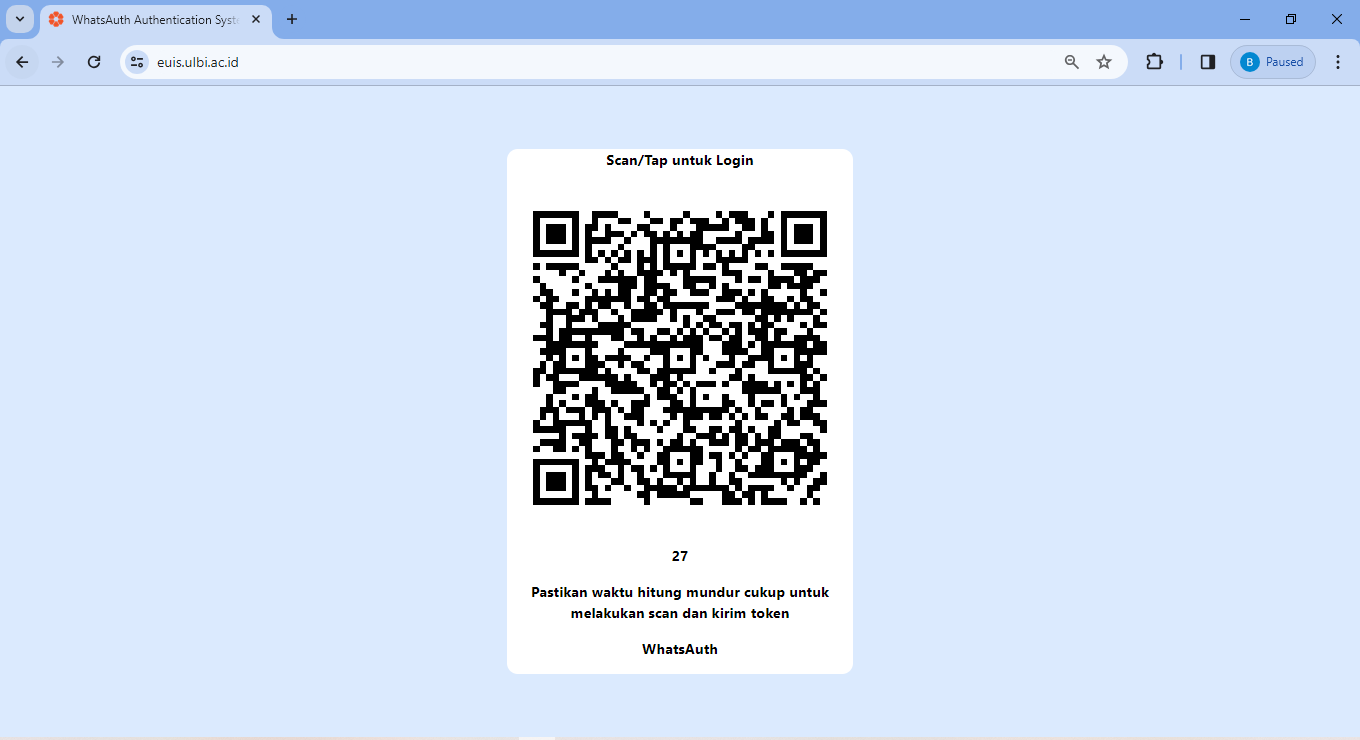 WhatsAuth Authentication Syst
euis.ulbi.ac.id
B Paused
Scan/Tap untuk Login
27
Pastikan waktu hitung mundur cukup untuk
melakukan scan dan kirim token
WhatsAuth